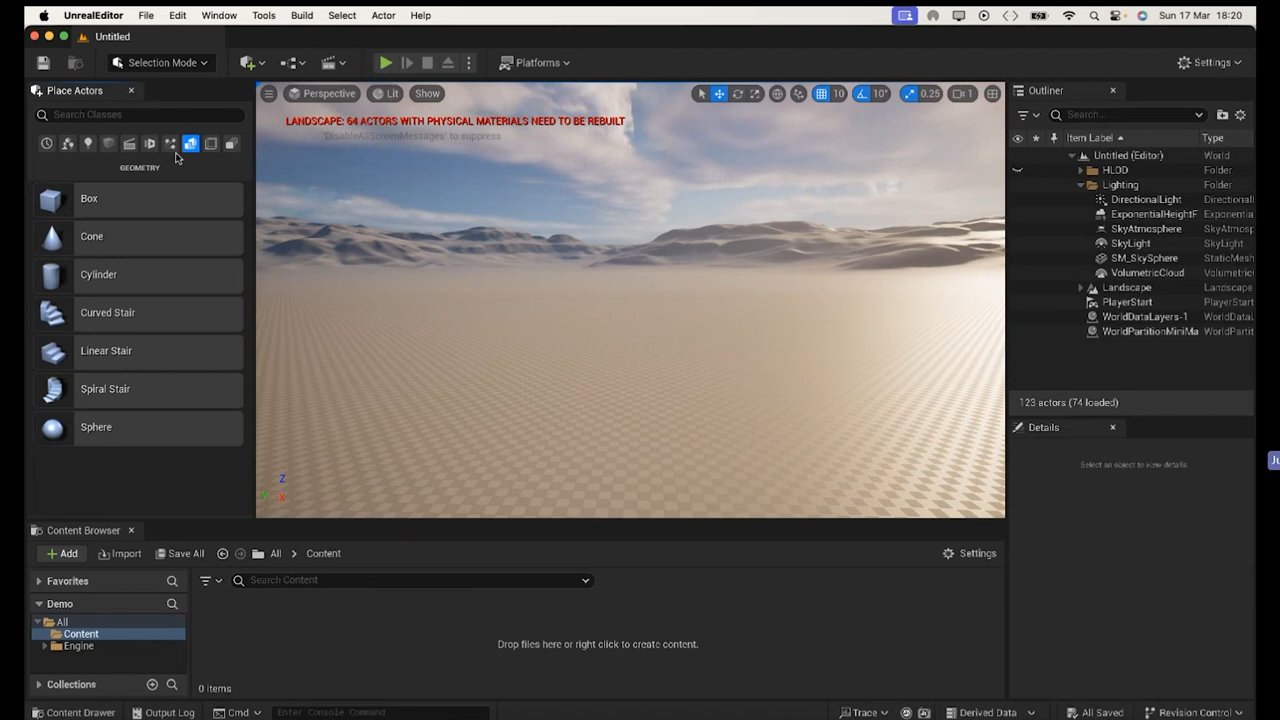 UnrealEditor File Edit Window Tools Build Select Actor Help Sun 17 Mar 18:20
Untitled
Selection Mode Platforms Settings
Place Actors
Search Classes
GEOMETRY
Box
Cone
Cylinder
Curved Stair
Linear Stair
Spiral Stair
Sphere
Perspective Lit Show 10 10° 0.25 1
LANDSCAPE: 64 ACTORS WITH PHYSICAL MATERIALS NEED TO BE REBUILT
'DisableAllScreenMessages' to suppress
Z
Y X
Outliner
Search...
Item Label Type
Untitled (Editor) World
HLOD Folder
Lighting Folder
DirectionalLight Directional
ExponentialHeightF Exponential
SkyAtmosphere SkyAtmosp
SkyLight SkyLight
SM_SkySphere StaticMesh
VolumetricCloud Volumetric
Landscape Landscape
PlayerStart PlayerStart
WorldDataLayers-1 WorldDataL
WorldPartitionMiniMa WorldPartit
123 actors (74 loaded)
Details
Select an object to view details.
Content Browser
Add Import Save All All Content Settings
Favorites
Search Content
Demo
All
Content
Engine
Drop files here or right click to create content.
Collections
0 items
Content Drawer Output Log Cmd Enter Console Command Trace Derived Data All Saved Revision Control